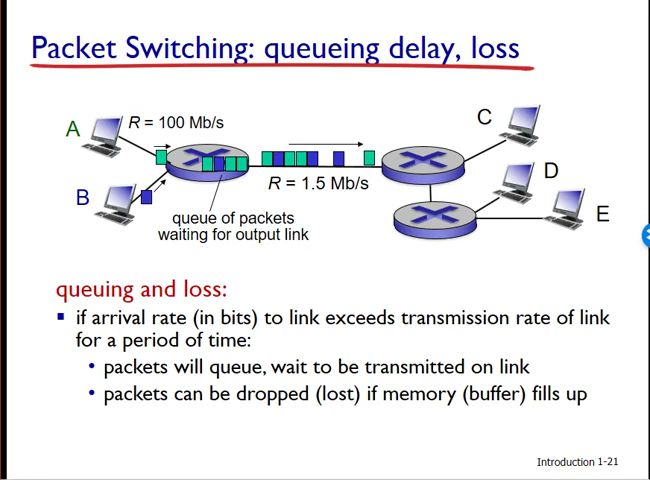 Packet Switching: queueing delay, loss
A
R = 100 Mb/s
C
R = 1.5 Mb/s
D
B
E
queue of packets
waiting for output link
queuing and loss:
▪ if arrival rate (in bits) to link exceeds transmission rate of link
for a period of time:
• packets will queue, wait to be transmitted on link
• packets can be dropped (lost) if memory (buffer) fills up
Introduction 1-21